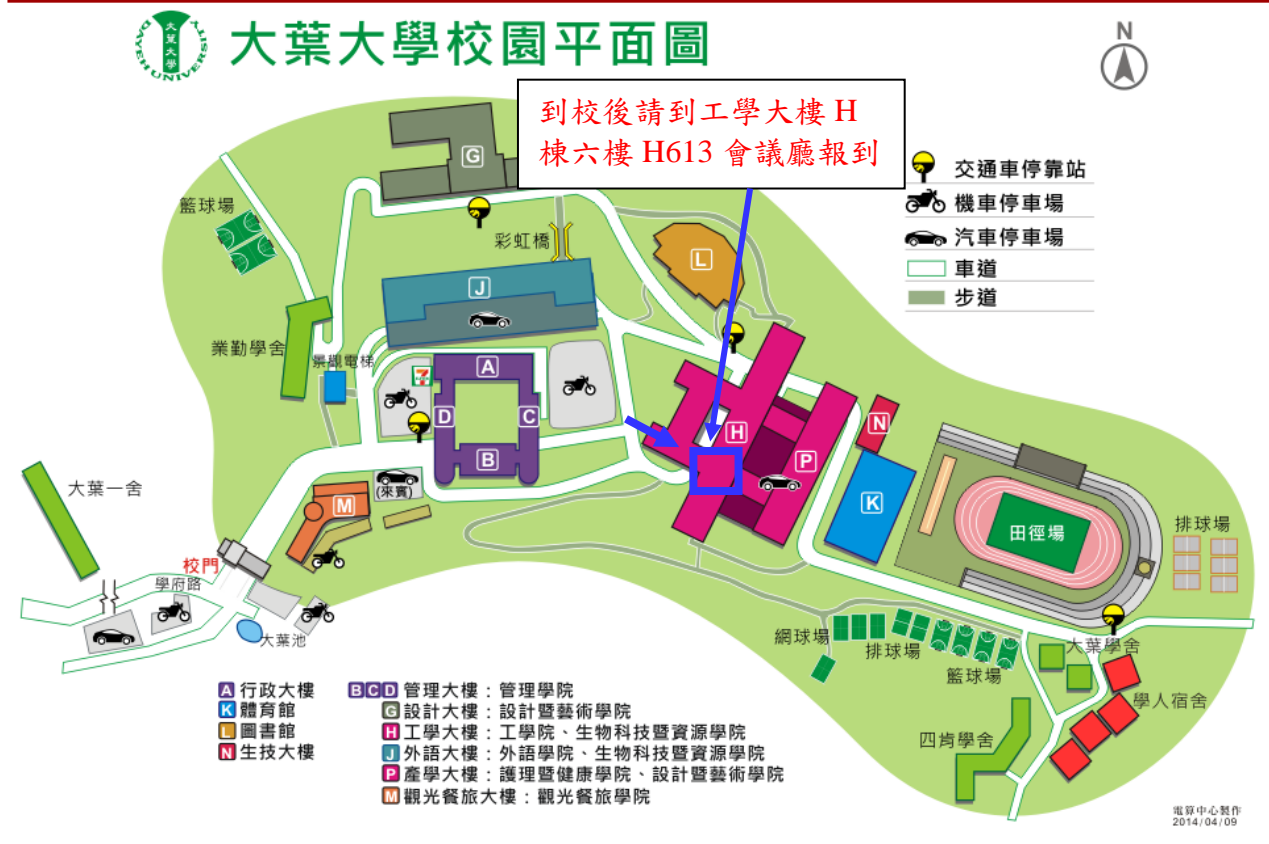 大葉大學
DAYEH UNIVERSITY
大葉大學校園平面圖
N
到校後請到工學大樓 H
棟六樓 H613 會議廳報到
交通車停靠站
機車停車場
汽車停車場
車道
步道
G
籃球場
彩虹橋
L
J
業勤學舍
景觀電梯
7
A
D
C
B
H
N
P
K
(來賓)
M
大葉一舍
田徑場
排球場
校門
學府路
大葉池
網球場
排球場
籃球場
大葉學舍
學人宿舍
四肯學舍
A 行政大樓
K 體育館
L 圖書館
N 生技大樓
B C D 管理大樓：管理學院
G 設計大樓：設計暨藝術學院
H 工學大樓：工學院、生物科技暨資源學院
J 外語大樓：外語學院、生物科技暨資源學院
P 產學大樓：護理暨健康學院、設計暨藝術學院
M 觀光餐旅大樓：觀光餐旅學院
電算中心製作
2014/04/09